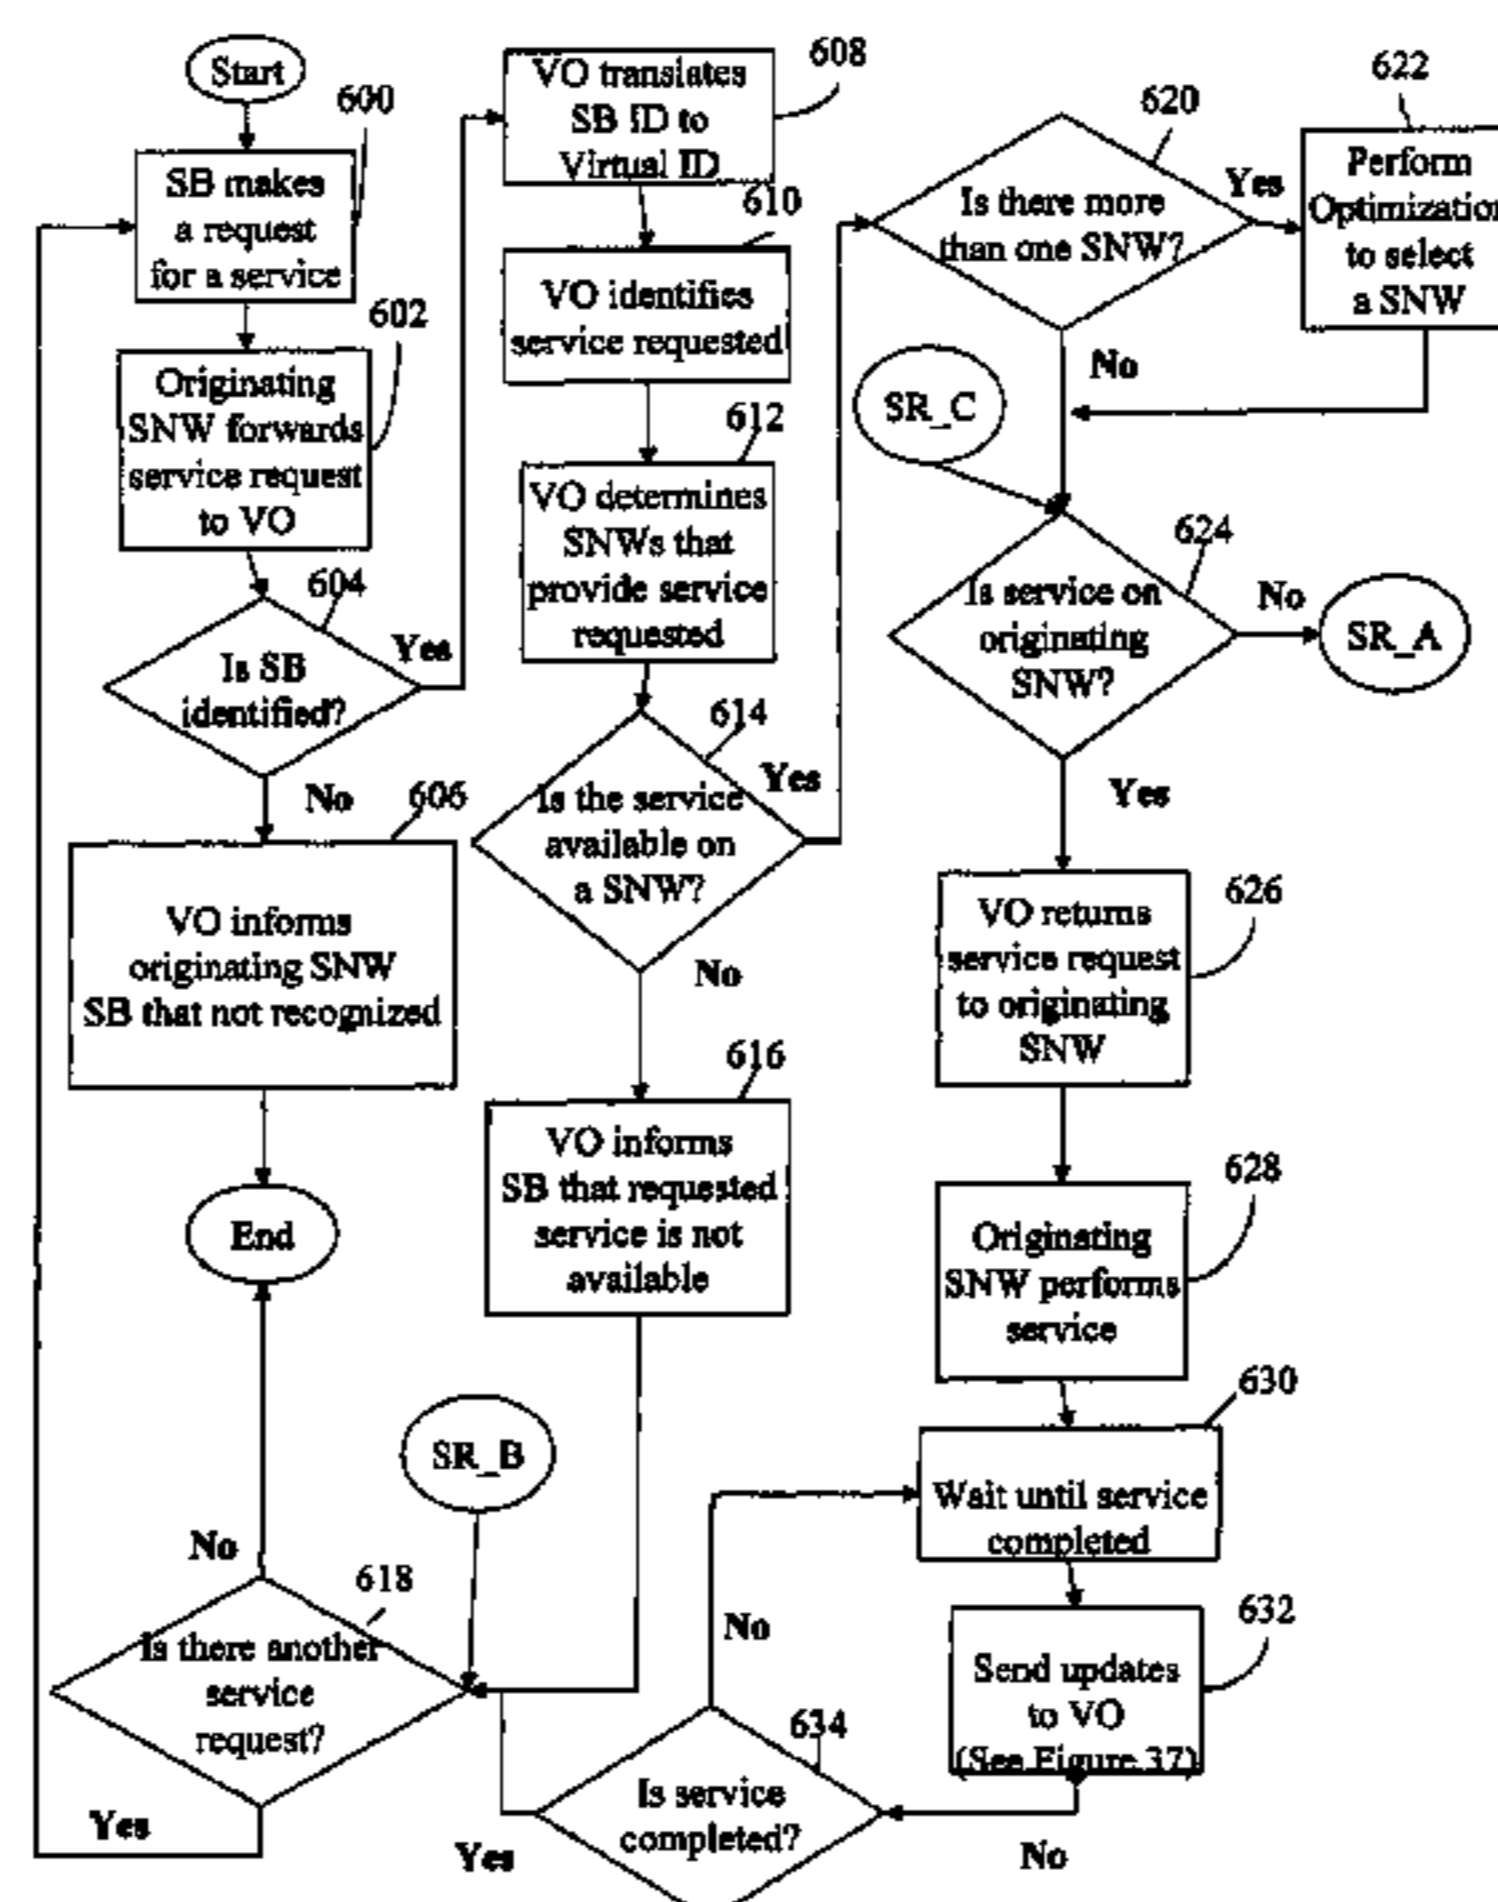 Start
600
SB makes
a request
for a service
602
Originating
SNW forwards
service request
to VO
604
Is SB
identified?
Yes
No
606
VO informs
originating SNW
SB that not recognized
End
No
618
Is there another
service
request?
Yes
608
VO translates
SB ID to
Virtual ID
610
VO identifies
service requested
612
VO determines
SNWs that
provide service
requested
614
Is the service
available on
a SNW?
Yes
No
616
VO informs
SB that requested
service is not
available
SR_B
620
Is there more
than one SNW?
Yes
No
622
Perform
Optimization
to select
a SNW
SR_C
624
Is service on
originating
SNW?
No
SR_A
Yes
626
VO returns
service request
to originating
SNW
628
Originating
SNW performs
service
630
Wait until service
completed
632
Send updates
to VO
(See Figure 37)
No
634
Is service
completed?
No
Yes